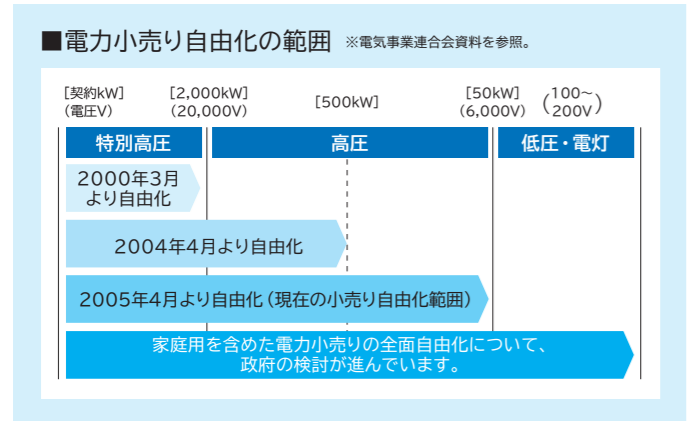 ■電力小売り自由化の範囲 ※電気事業連合会資料を参照。
[契約kW] [2,000kW] [500kW] [50kW] (100〜
(電圧V) (20,000V) (6,000V) 200V)
特別高圧 高圧 低圧・電灯
2000年3月
より自由化
2004年4月より自由化
2005年4月より自由化(現在の小売り自由化範囲)
家庭用を含めた電力小売りの全面自由化について、
政府の検討が進んでいます。